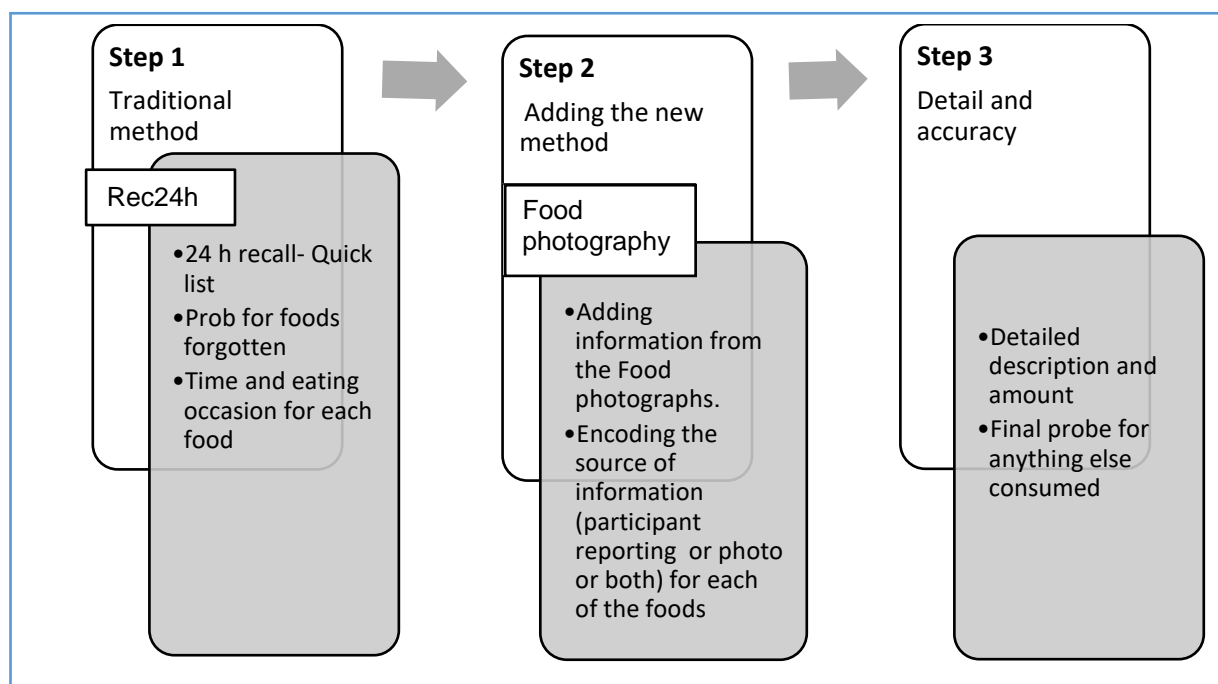 Step 1
Traditional
method
Rec24h
•24 h recall- Quick
list
•Prob for foods
forgotten
•Time and eating
occasion for each
food
Step 2
Adding the new
method
Food
photography
•Adding
information from
the Food
photographs.
•Encoding the
source of
information
(participant
reporting or photo
or both) for each
of the foods
Step 3
Detail and
accuracy
•Detailed
description and
amount
•Final probe for
anything else
consumed